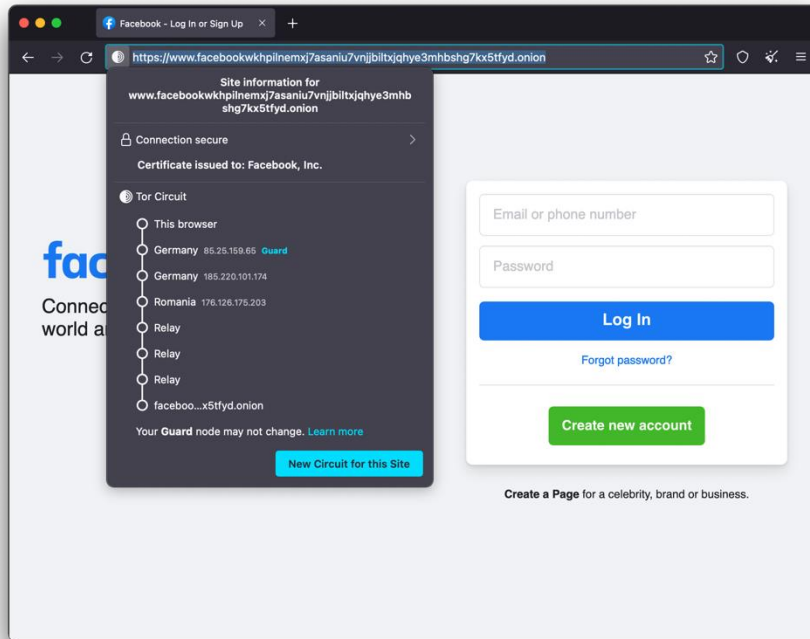 Facebook - Log In or Sign Up
https://www.facebookwkhpilnemxj7asaniu7vnjjbiltxjqhye3mhbshg7kx5tfyd.onion
Site information for
www.facebookwkhpilnemxj7asaniu7vnjjbiltxjqhye3mhb
shg7kx5tfyd.onion
Connection secure
Certificate issued to: Facebook, Inc.
Tor Circuit
This browser
Germany 85.25.159.65 Guard
Germany 185.220.101.174
Romania 176.126.175.203
Relay
Relay
Relay
faceboo...x5tfyd.onion
Your Guard node may not change. Learn more
New Circuit for this Site
fac
Connec
world a
Email or phone number
Password
Log In
Forgot password?
Create new account
Create a Page for a celebrity, brand or business.